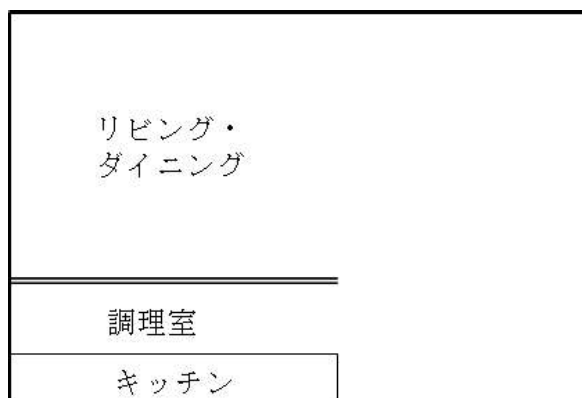 リビング・
ダイニング
調理室
キッチン